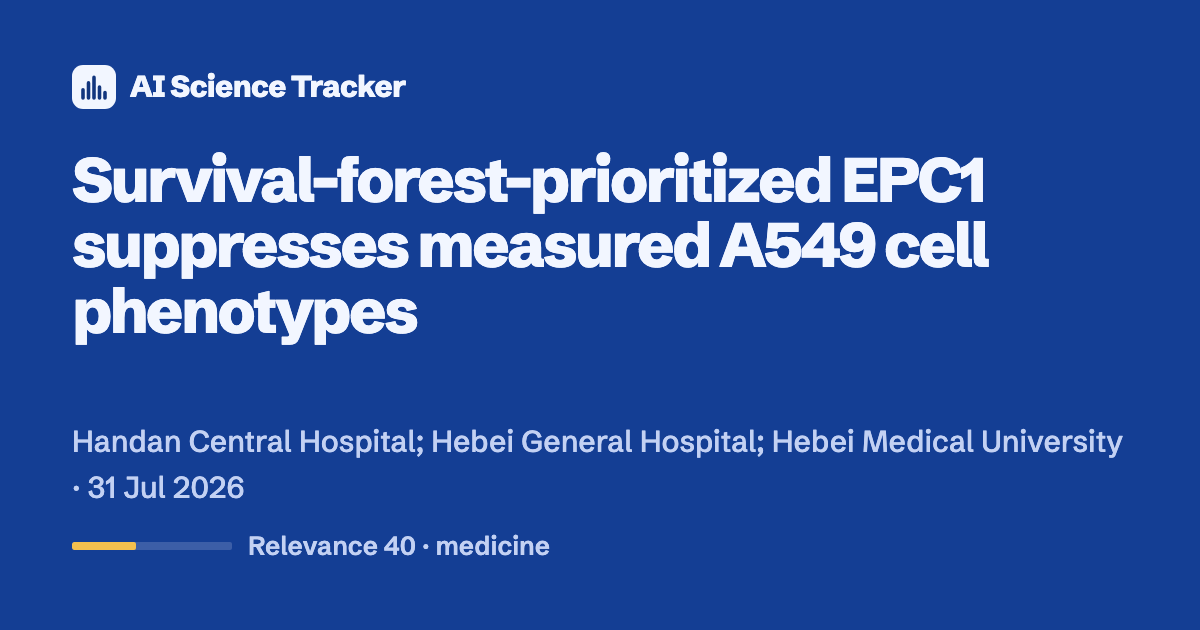 AI Science Tracker
Survival-forest-prioritized EPC1
suppresses measured A549 cell
phenotypes
Handan Central Hospital; Hebei General Hospital; Hebei Medical University
· 31 Jul 2026
Relevance 40 · medicine